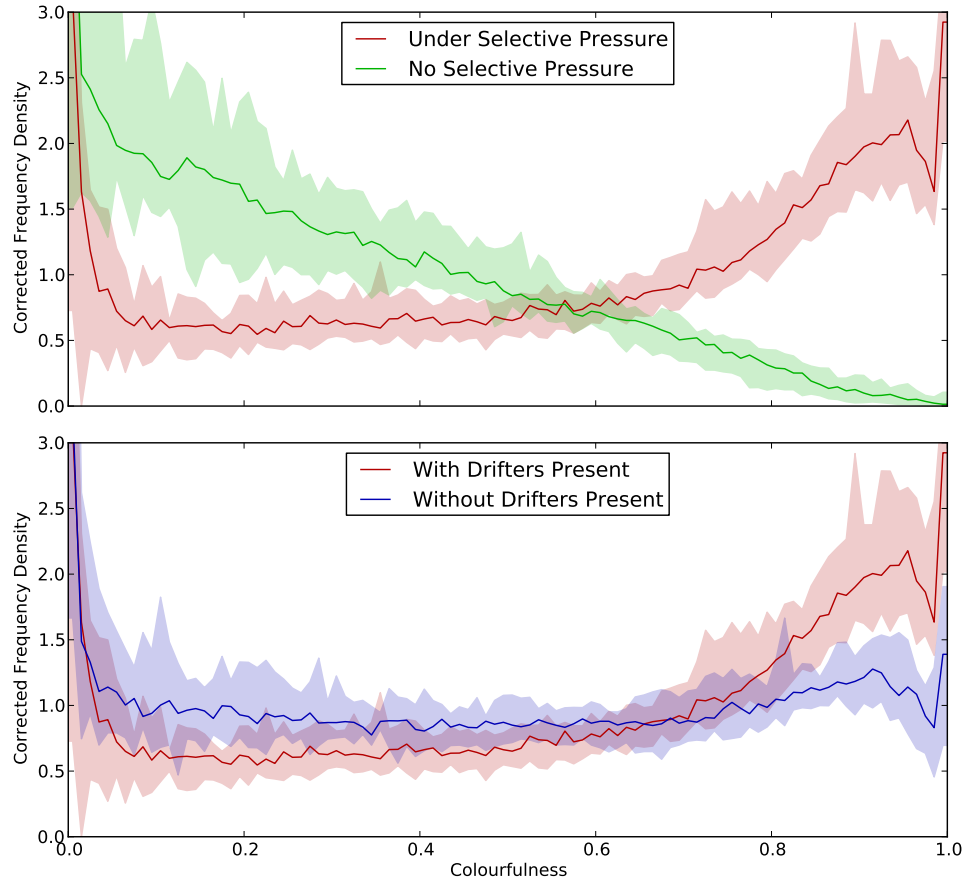 3.0
2.5
2.0
1.5
1.0
0.5
0.0
Corrected Frequency Density
Under Selective Pressure
No Selective Pressure
3.0
2.5
2.0
1.5
1.0
0.5
0.0
Corrected Frequency Density
With Drifters Present
Without Drifters Present
0.0 0.2 0.4 0.6 0.8 1.0
Colourfulness